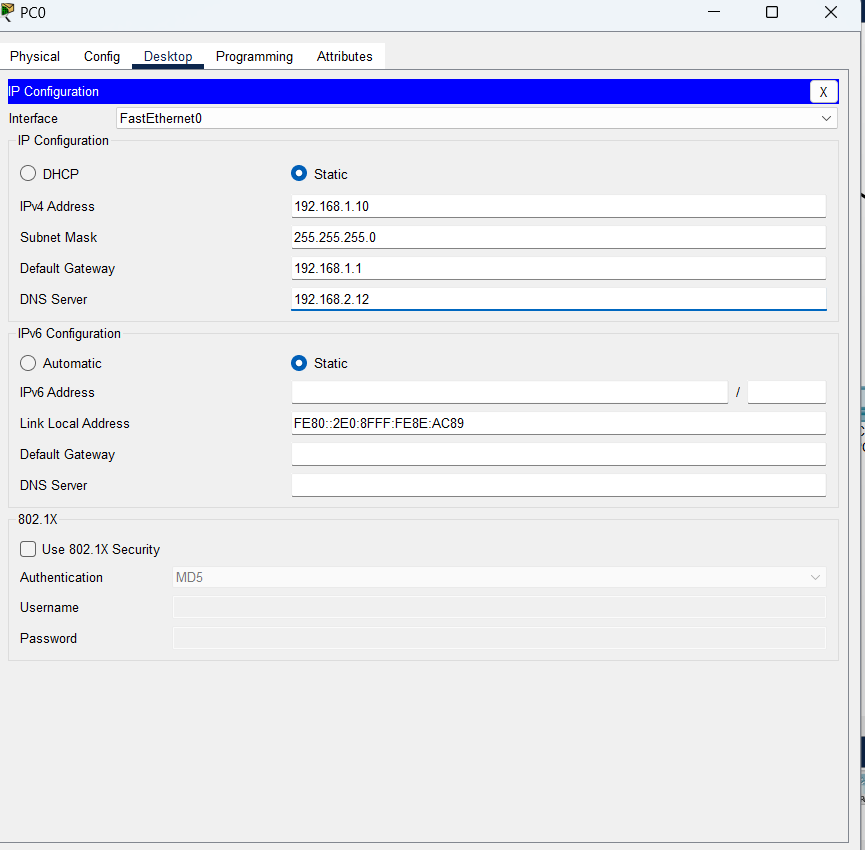 PC0
Physical Config Desktop Programming Attributes
IP Configuration X
Interface FastEthernet0
IP Configuration
DHCP Static
IPv4 Address 192.168.1.10
Subnet Mask 255.255.255.0
Default Gateway 192.168.1.1
DNS Server 192.168.2.12
IPv6 Configuration
Automatic Static
IPv6 Address /
Link Local Address FE80::2E0:8FFF:FE8E:AC89
Default Gateway
DNS Server
802.1X
Use 802.1X Security
Authentication MD5
Username
Password